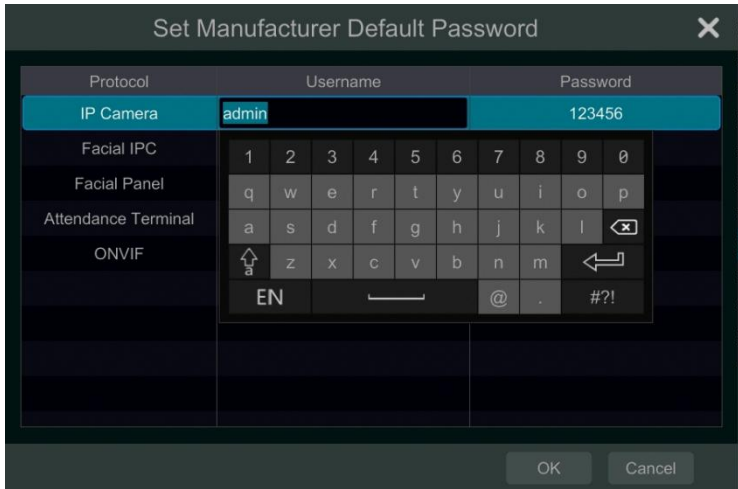 Set Manufacturer Default Password
Protocol Username Password
IP Camera admin 123456
Facial IPC
Facial Panel
Attendance Terminal
ONVIF
1 2 3 4 5 6 7 8 9 0
q w e r t y u i o p
a s d f g h j k l
a z x c v b n m
EN @ . #?!
OK Cancel